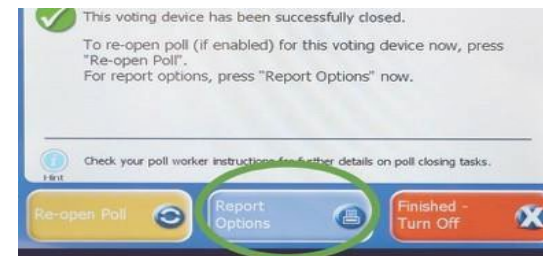 This voting device has been successfully closed.
To re-open poll (if enabled) for this voting device now, press
"Re-open Poll".
For report options, press "Report Options" now.
Check your poll worker instructions for further details on poll closing tasks.
Hint
Re-open Poll
Report
Options
Finished -
Turn Off